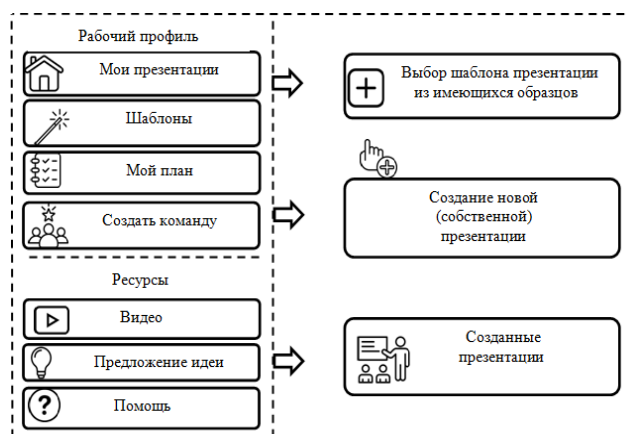 Рабочий профиль
Мои презентации
Шаблоны
Мой план
Создать команду
Ресурсы
Видео
Предложение идеи
Помощь
Выбор шаблона презентации
из имеющихся образцов
Создание новой
(собственной)
презентации
Созданные
презентации